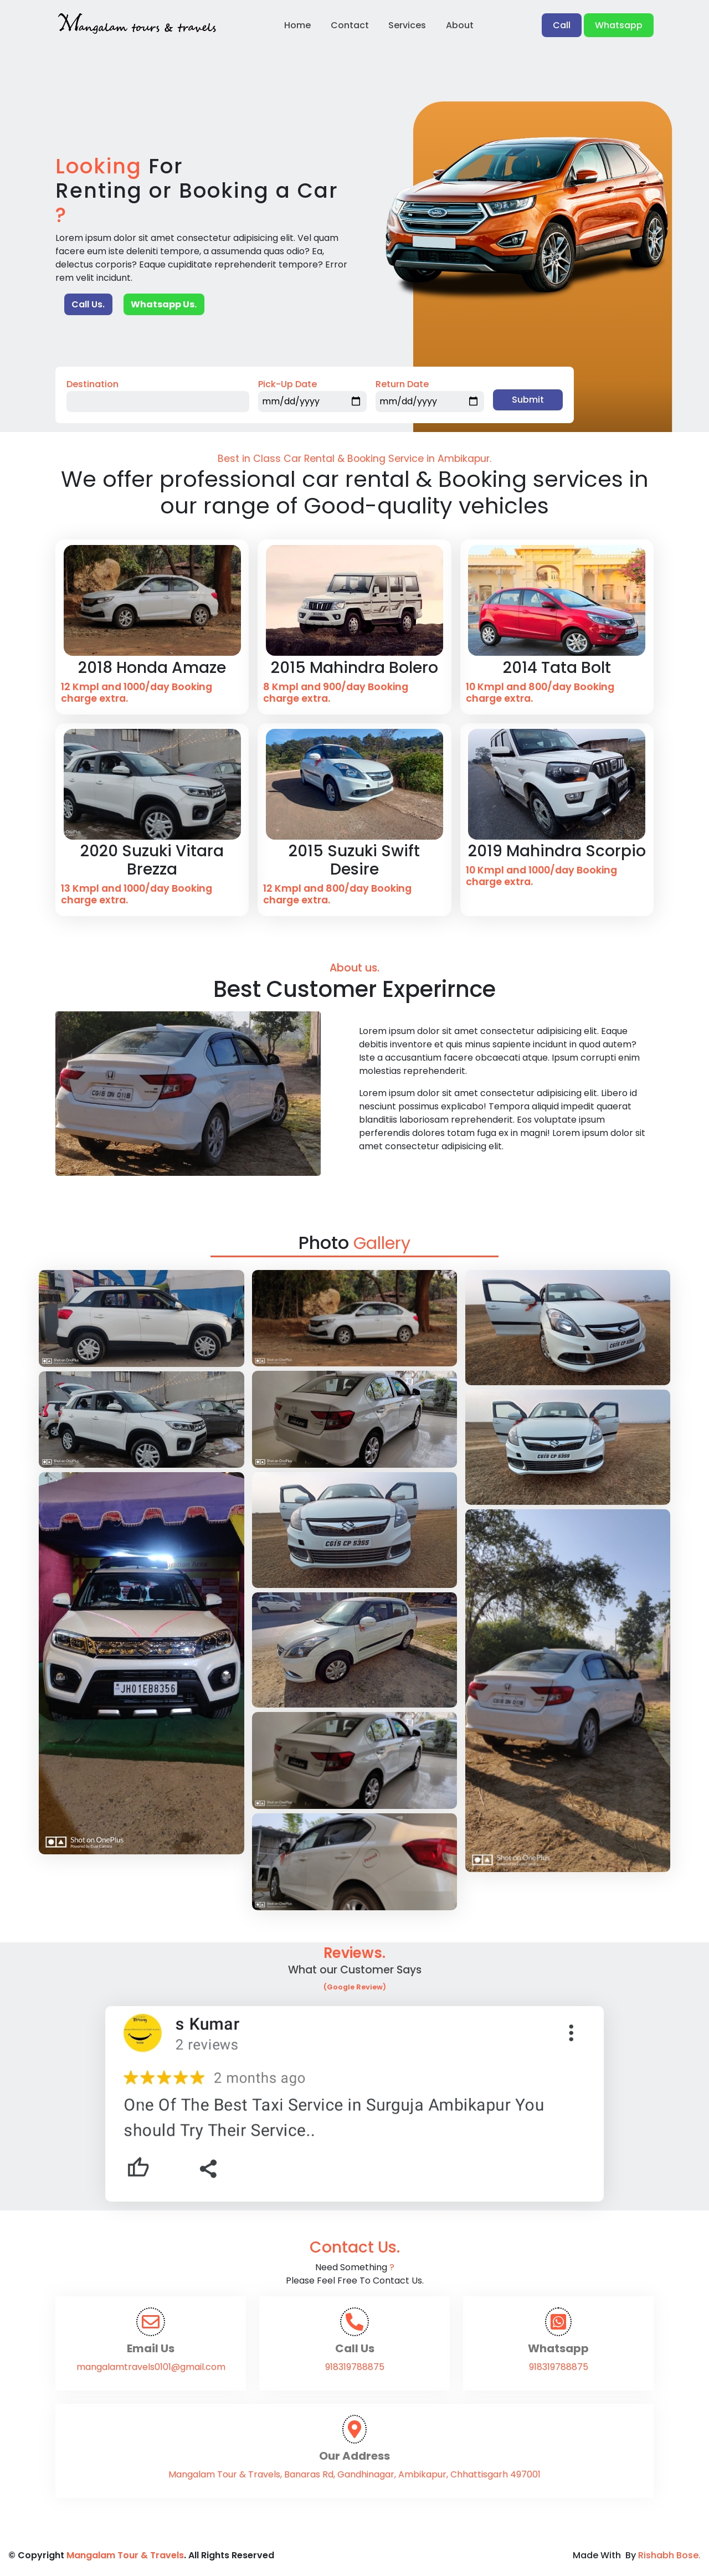 Mangalam tours & travels
Home Contact Services About
Call Whatsapp
Looking For
Renting or Booking a Car
?
Lorem ipsum dolor sit amet consectetur adipisicing elit. Vel quam
facere eum iste deleniti tempore, a assumenda quas odio? Ea,
delectus corporis? Eaque cupiditate reprehenderit tempore? Error
rem velit incidunt.
Call Us. Whatsapp Us.
Destination Pick-Up Date Return Date
mm/dd/yyyy mm/dd/yyyy Submit
Best in Class Car Rental & Booking Service in Ambikapur.
We offer professional car rental & Booking services in
our range of Good-quality vehicles
2018 Honda Amaze
12 Kmpl and 1000/day Booking
charge extra.
2015 Mahindra Bolero
8 Kmpl and 900/day Booking
charge extra.
2014 Tata Bolt
10 Kmpl and 800/day Booking
charge extra.
2020 Suzuki Vitara
Brezza
13 Kmpl and 1000/day Booking
charge extra.
2015 Suzuki Swift
Desire
12 Kmpl and 800/day Booking
charge extra.
2019 Mahindra Scorpio
10 Kmpl and 1000/day Booking
charge extra.
About us.
Best Customer Experirnce
Lorem ipsum dolor sit amet consectetur adipisicing elit. Eaque
debitis inventore et quis minus sapiente incidunt in quod autem?
Iste a accusantium facere obcaecati atque. Ipsum corrupti enim
molestias reprehenderit.
Lorem ipsum dolor sit amet consectetur adipisicing elit. Libero id
nesciunt possimus explicabo! Tempora aliquid impedit quaerat
blanditiis laboriosam reprehenderit. Eos voluptate ipsum
perferendis dolores totam fuga ex in magni! Lorem ipsum dolor sit
amet consectetur adipisicing elit.
Photo Gallery
CG15 CP 5355
JH01EB8356
Shot on OnePlus
Shot on OnePlus
Reviews.
What our Customer Says
(Google Review)
s Kumar
2 reviews
2 months ago
One Of The Best Taxi Service in Surguja Ambikapur You
should Try Their Service..
Contact Us.
Need Something ?
Please Feel Free To Contact Us.
Email Us
mangalamtravels0101@gmail.com
Call Us
918319788875
Whatsapp
918319788875
Our Address
Mangalam Tour & Travels, Banaras Rd, Gandhinagar, Ambikapur, Chhattisgarh 497001
© Copyright Mangalam Tour & Travels. All Rights Reserved
Made With By Rishabh Bose.